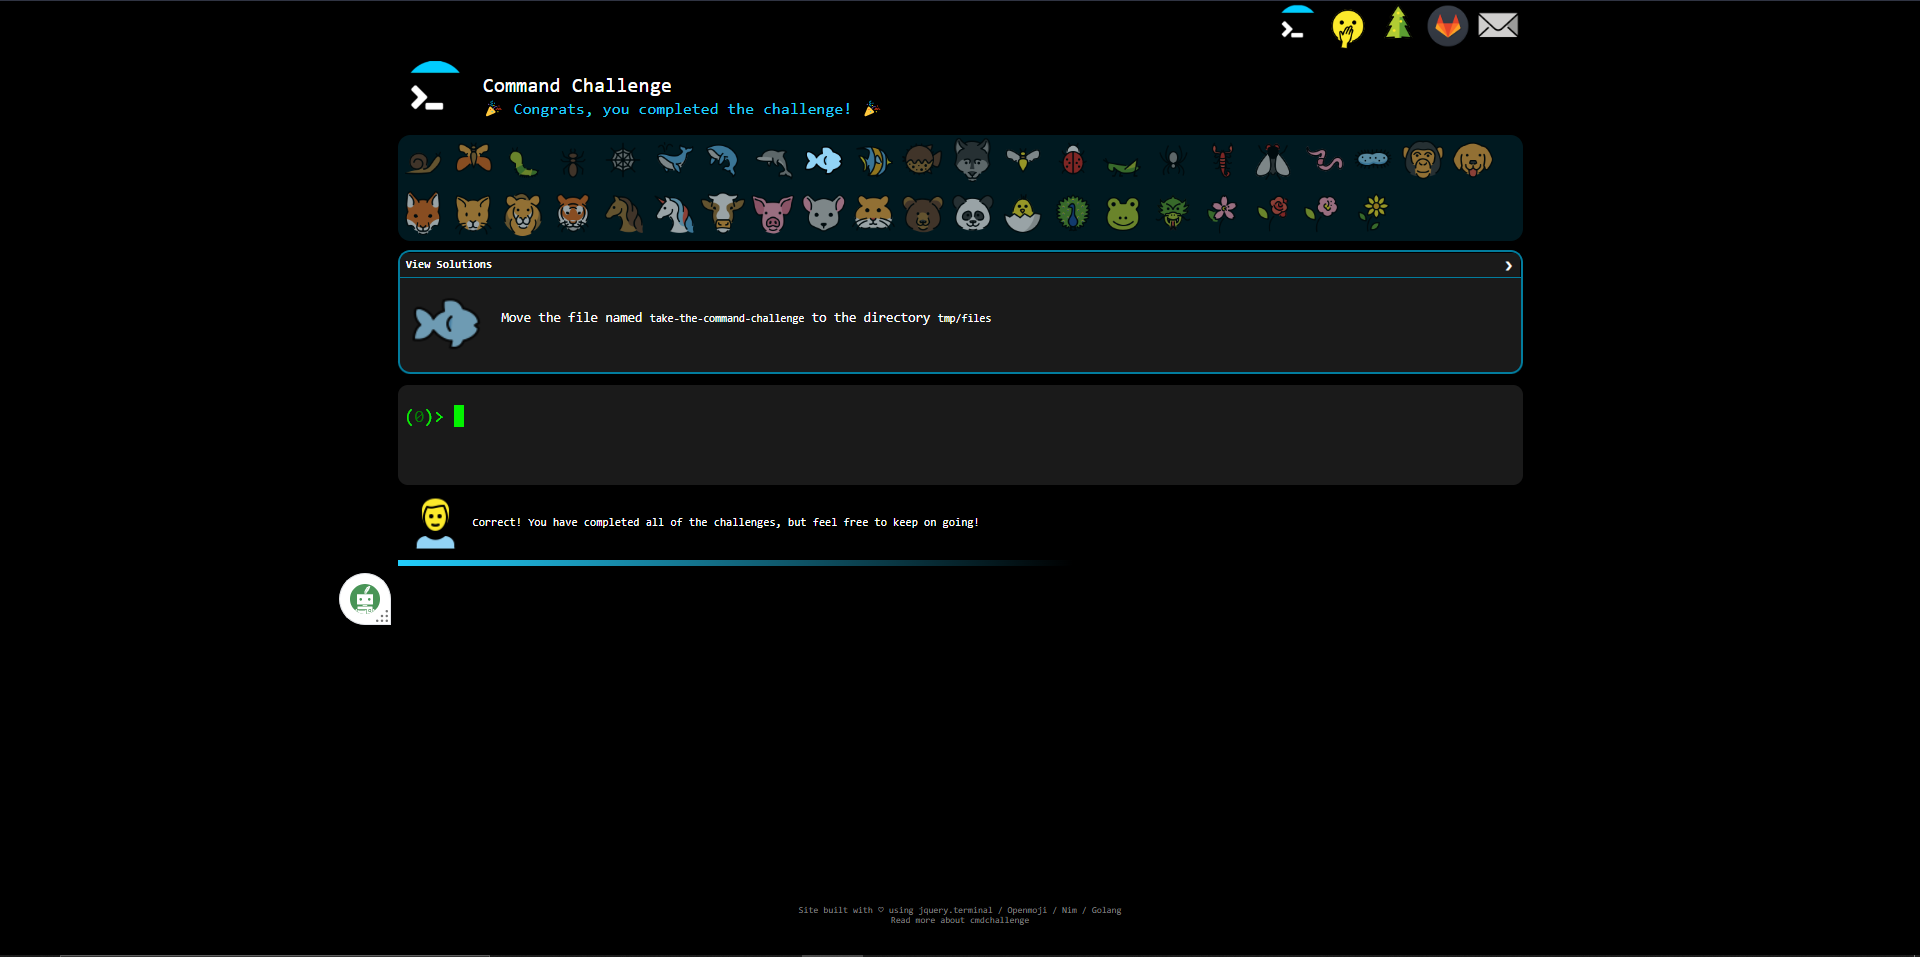 Command Challenge
🎉 Congrats, you completed the challenge! 🎉
View Solutions
Move the file named take-the-command-challenge to the directory tmp/files
(0)>
Correct! You have completed all of the challenges, but feel free to keep on going!
Site built with ♡ using jquery.terminal / Openmoji / Nim / Golang
Read more about cmdchallenge